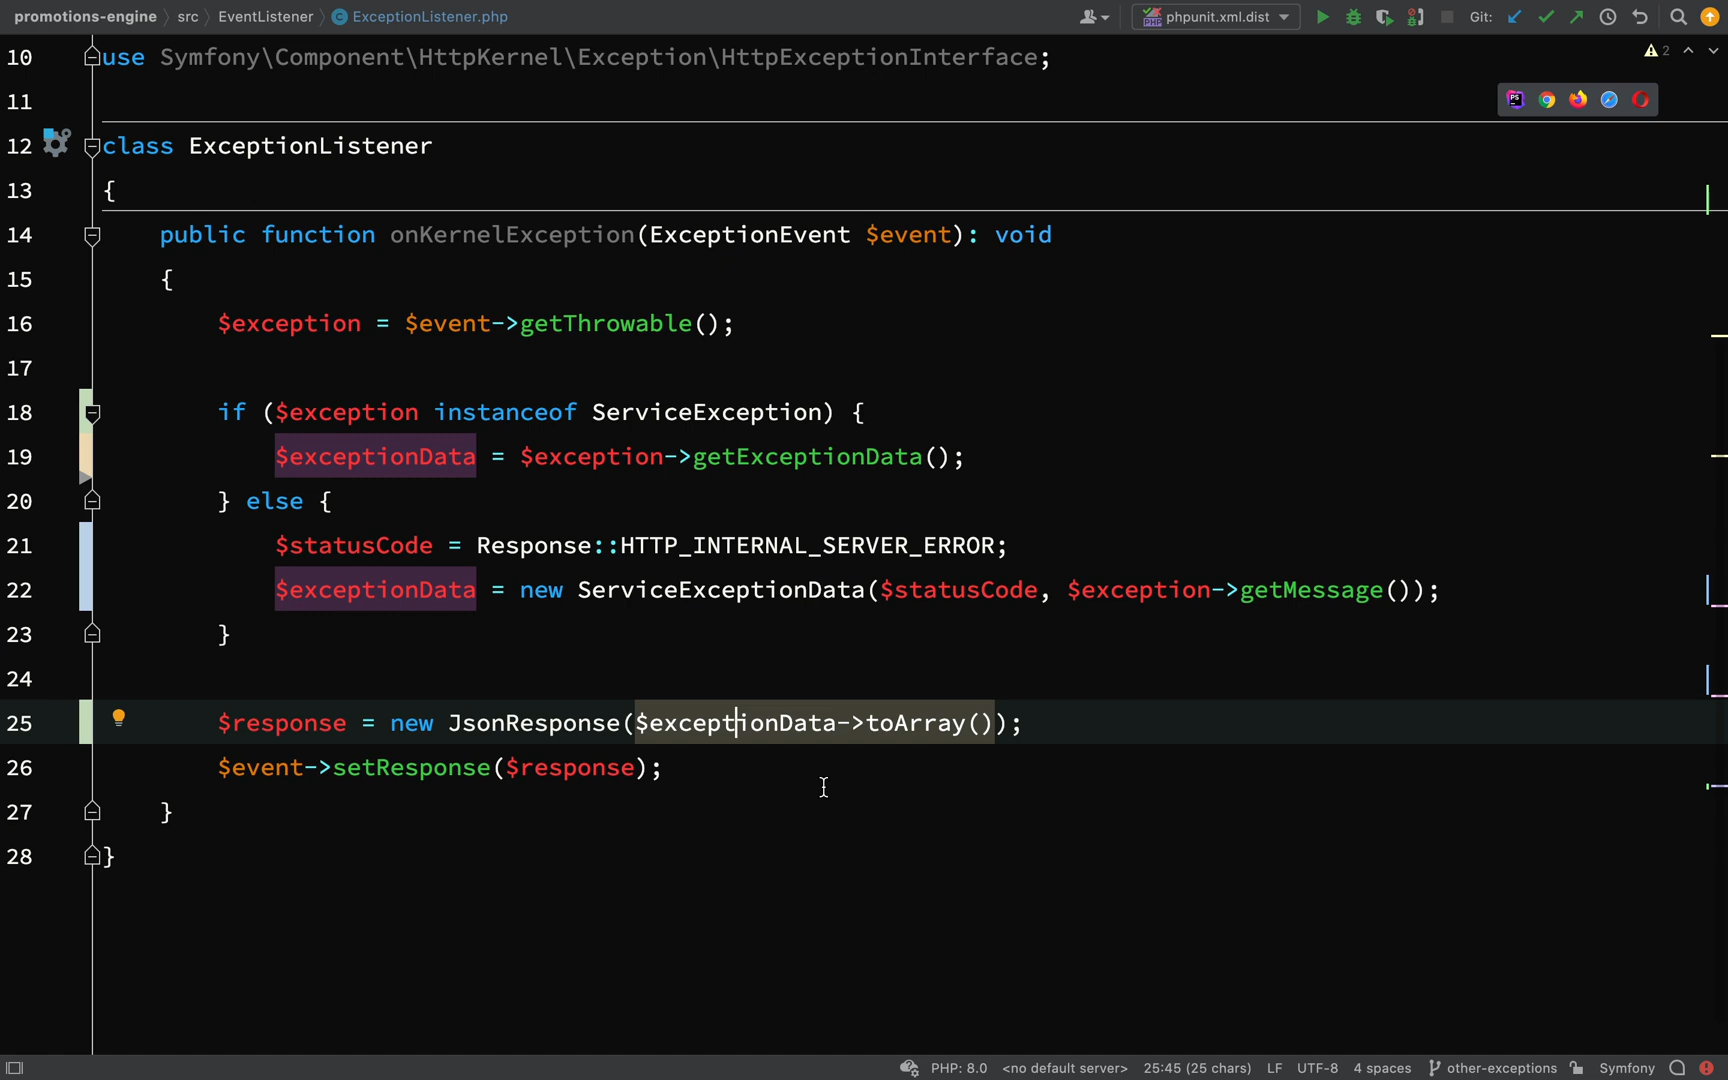 promotions-engine src EventListener ExceptionListener.php phpunit.xml.dist Git:
10 use Symfony\Component\HttpKernel\Exception\HttpExceptionInterface; 2
11
12 class ExceptionListener
13 {
14 public function onKernelException(ExceptionEvent $event): void
15 {
16 $exception = $event->getThrowable();
17
18 if ($exception instanceof ServiceException) {
19 $exceptionData = $exception->getExceptionData();
20 } else {
21 $statusCode = Response::HTTP_INTERNAL_SERVER_ERROR;
22 $exceptionData = new ServiceExceptionData($statusCode, $exception->getMessage());
23 }
24
25 $response = new JsonResponse($exceptionData->toArray());
26 $event->setResponse($response);
27 }
28 }
PHP: 8.0 <no default server> 25:45 (25 chars) LF UTF-8 4 spaces other-exceptions Symfony